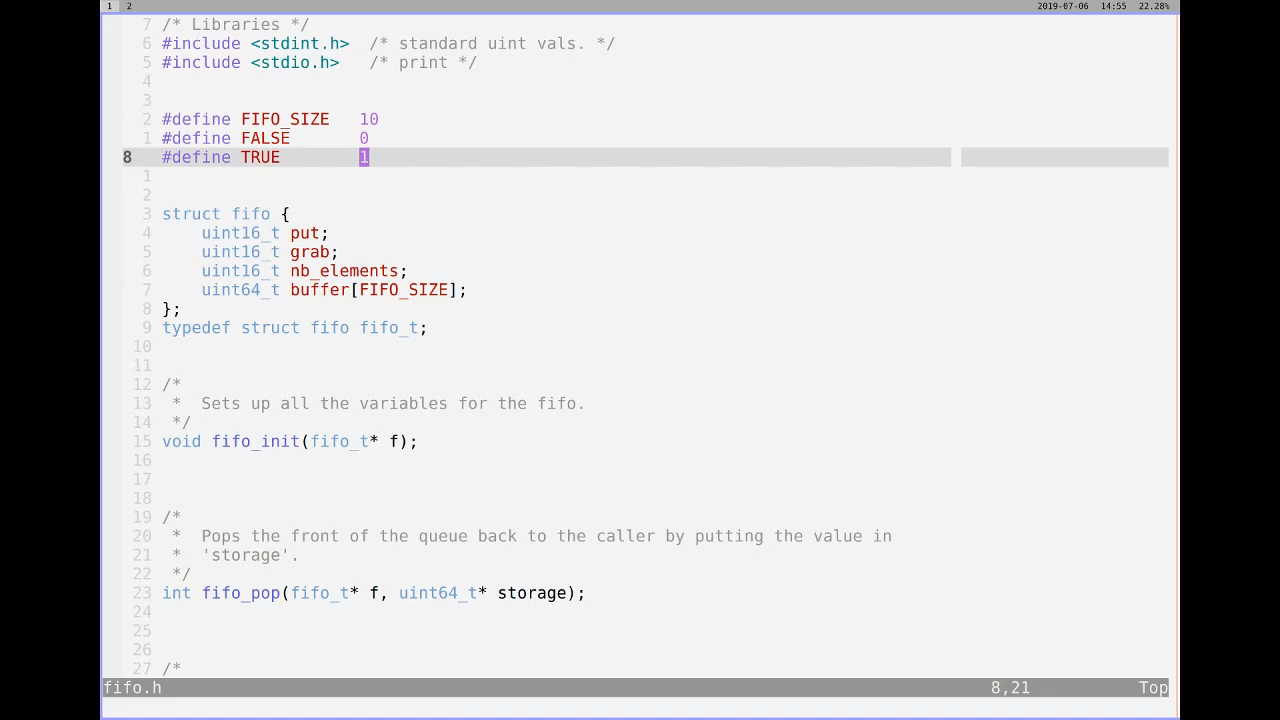 1 2 2019-07-06 14:55 22.28%
7 /* Libraries */
6 #include <stdint.h>  /* standard uint vals. */
5 #include <stdio.h>   /* print */
4
3
2 #define FIFO_SIZE   10
1 #define FALSE       0
8 #define TRUE        1
1
2
3 struct fifo {
4     uint16_t put;
5     uint16_t grab;
6     uint16_t nb_elements;
7     uint64_t buffer[FIFO_SIZE];
8 };
9 typedef struct fifo fifo_t;
10
11
12 /*
13  *  Sets up all the variables for the fifo.
14  */
15 void fifo_init(fifo_t* f);
16
17
18
19 /*
20  *  Pops the front of the queue back to the caller by putting the value in
21  *  'storage'.
22  */
23 int fifo_pop(fifo_t* f, uint64_t* storage);
24
25
26
27 /*
fifo.h 8,21 Top